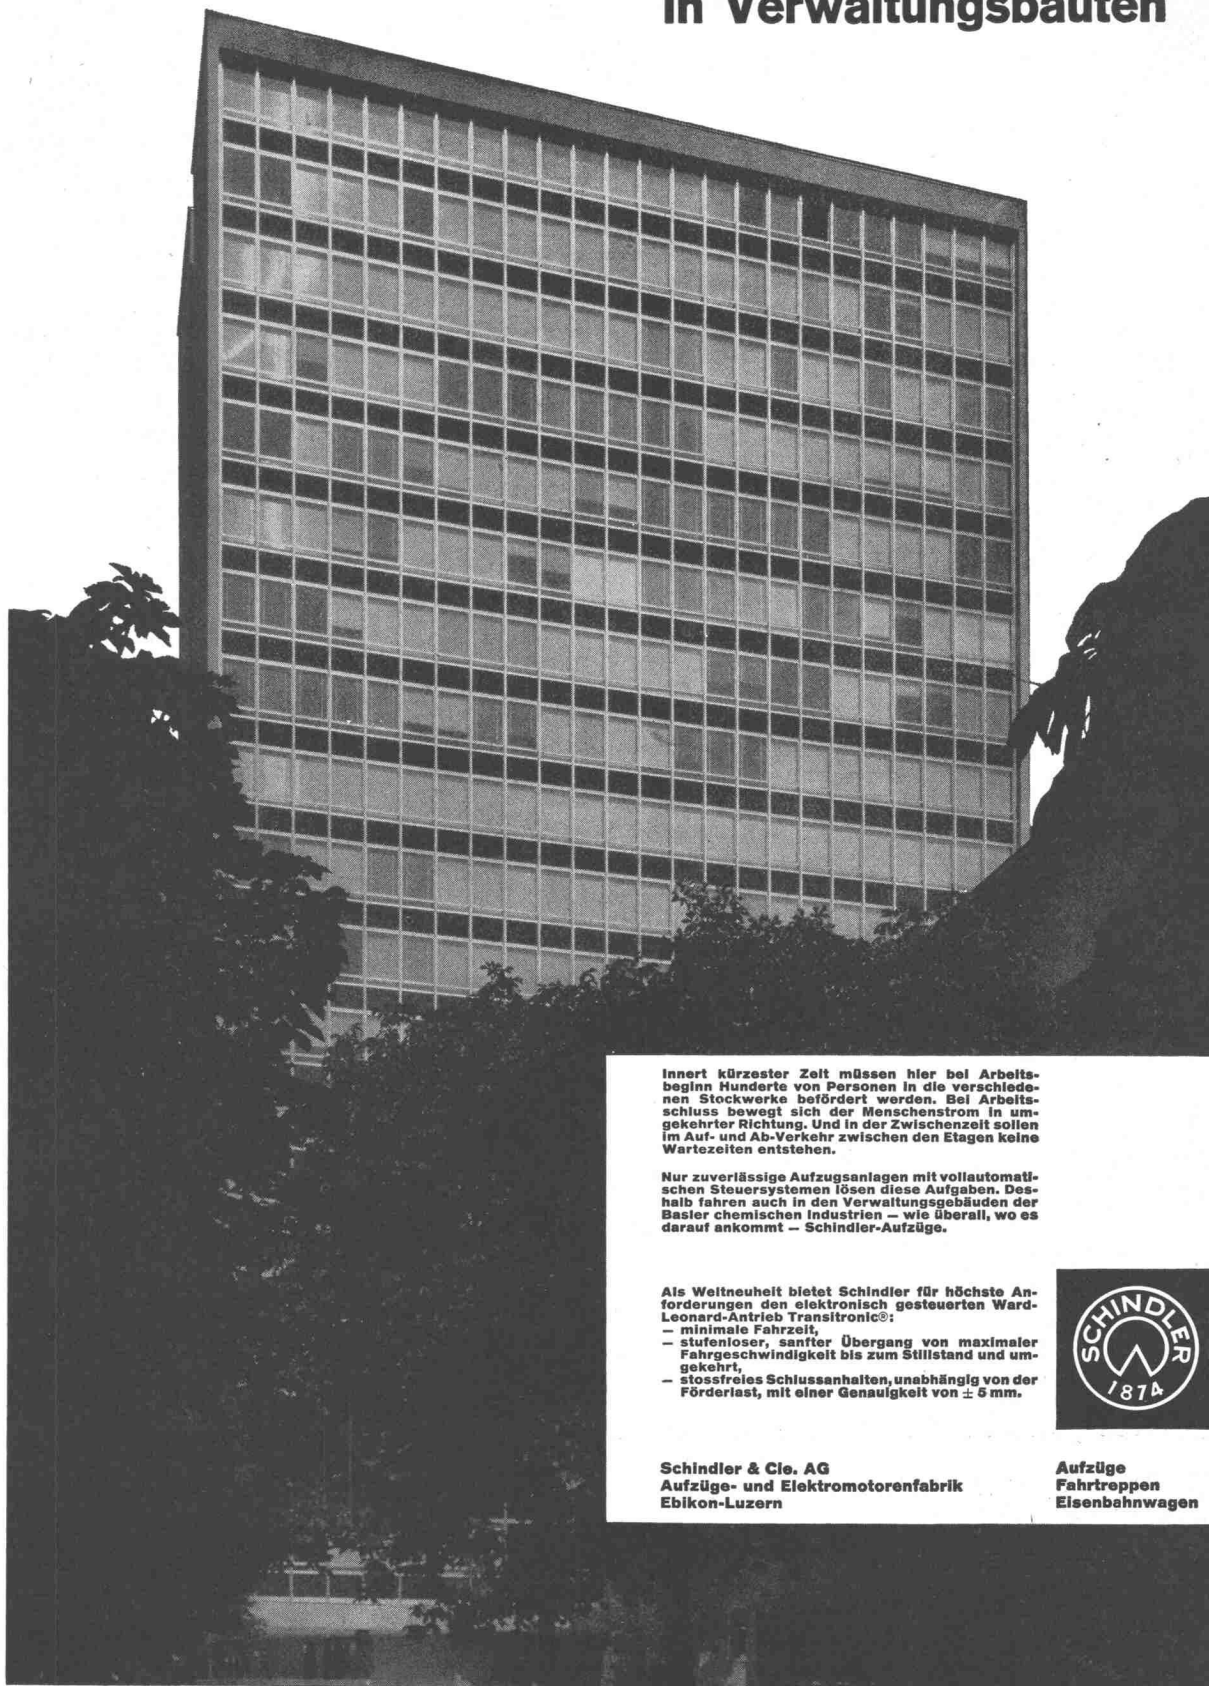 in Verwaltungsbauten
Innert kürzester Zeit müssen hier bei Arbeits-
beginn Hunderte von Personen in die verschiede-
nen Stockwerke befördert werden. Bei Arbeits-
schluss bewegt sich der Menschenstrom in um-
gekehrter Richtung. Und in der Zwischenzeit sollen
im Auf- und Ab-Verkehr zwischen den Etagen keine
Wartezeiten entstehen.
Nur zuverlässige Aufzugsanlagen mit vollautomati-
schen Steuersystemen lösen diese Aufgaben. Des-
halb fahren auch in den Verwaltungsgebäuden der
Basler chemischen Industrien — wie überall, wo es
darauf ankommt — Schindler-Aufzüge.
Als Weltneuheit bietet Schindler für höchste An-
forderungen den elektronisch gesteuerten Ward-
Leonard-Antrieb Transitronic®:
— minimale Fahrzeit,
— stufenloser, sanfter Übergang von maximaler
Fahrgeschwindigkeit bis zum Stillstand und um-
gekehrt,
— stossfreies Schlussanhalten, unabhängig von der
Förderlast, mit einer Genauigkeit von ± 5 mm.
SCHINDLER
1874
Schindler & Cie. AG
Aufzüge- und Elektromotorenfabrik
Ebikon-Luzern
Aufzüge
Fahrtreppen
Eisenbahnwagen